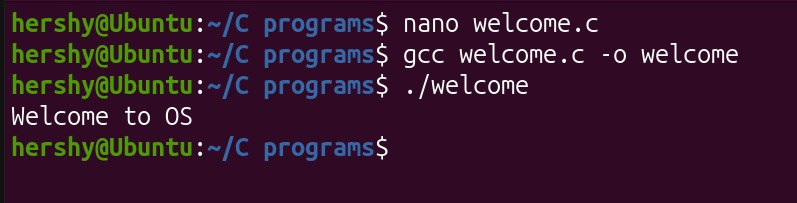 hershy@Ubuntu:~/C programs$ nano welcome.c
hershy@Ubuntu:~/C programs$ gcc welcome.c -o welcome
hershy@Ubuntu:~/C programs$ ./welcome
Welcome to OS
hershy@Ubuntu:~/C programs$